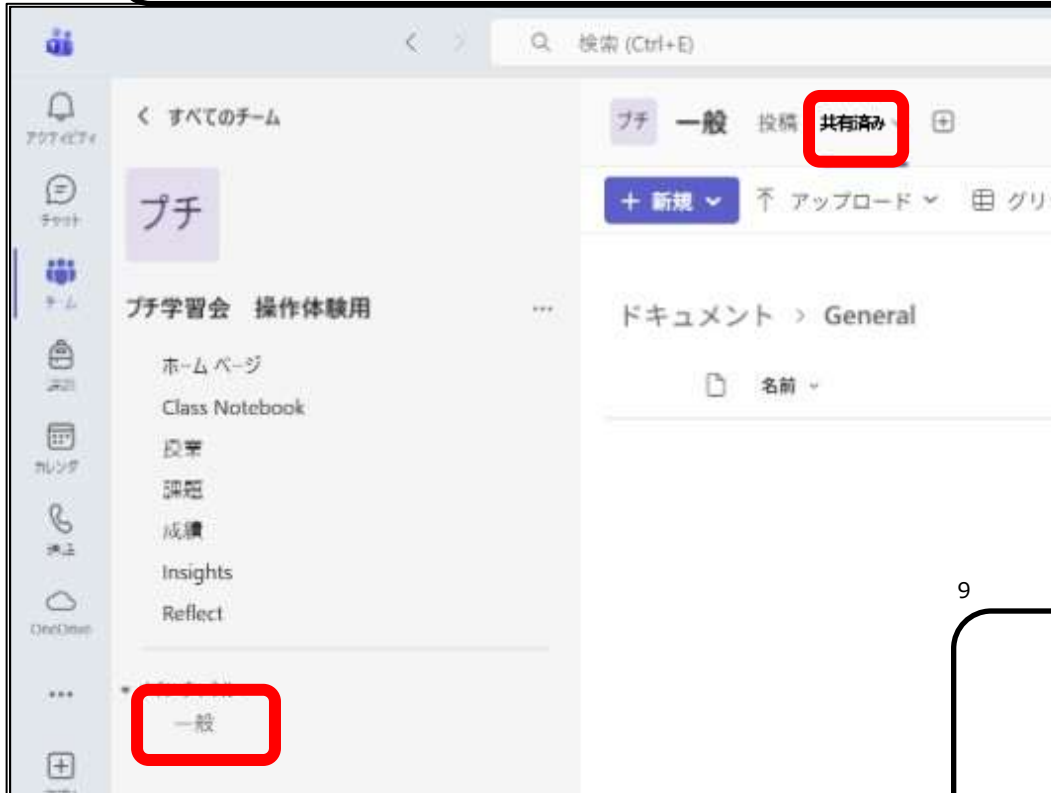 検索 (Ctrl+E)
アクティビティ
チャット
チーム
カレンダ
OneDrive
すべてのチーム
プチ
プチ学習会　操作体験用
ホーム ページ
Class Notebook
授業
課題
成績
Insights
Reflect
一般
プチ 一般 投稿 共有済み
新規 アップロード グリ
ドキュメント > General
名前
9